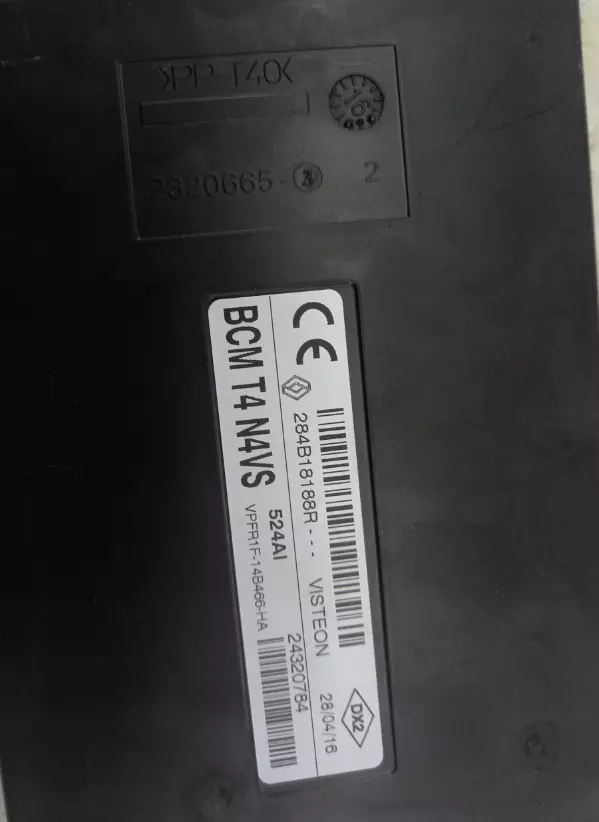 >PP-T40<
16
2320665-
2
CE
284B18188R--- VISTEON 28/04/16
DX2
BCM T4 N4VS
524AI
24320784
VPFR1F-14B466-HA